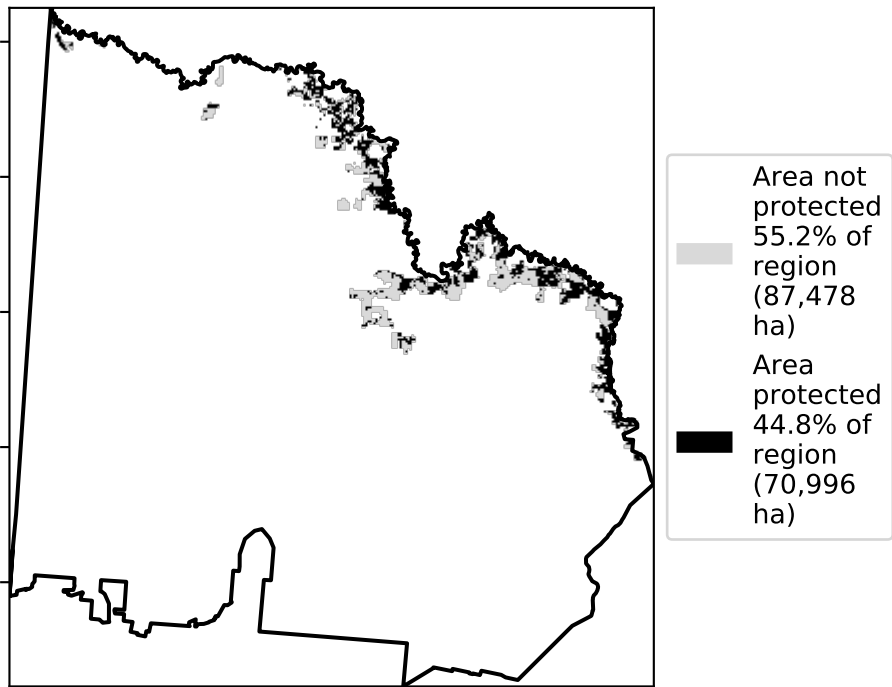 Area not
protected
55.2% of
region
(87,478
ha)
Area
protected
44.8% of
region
(70,996
ha)